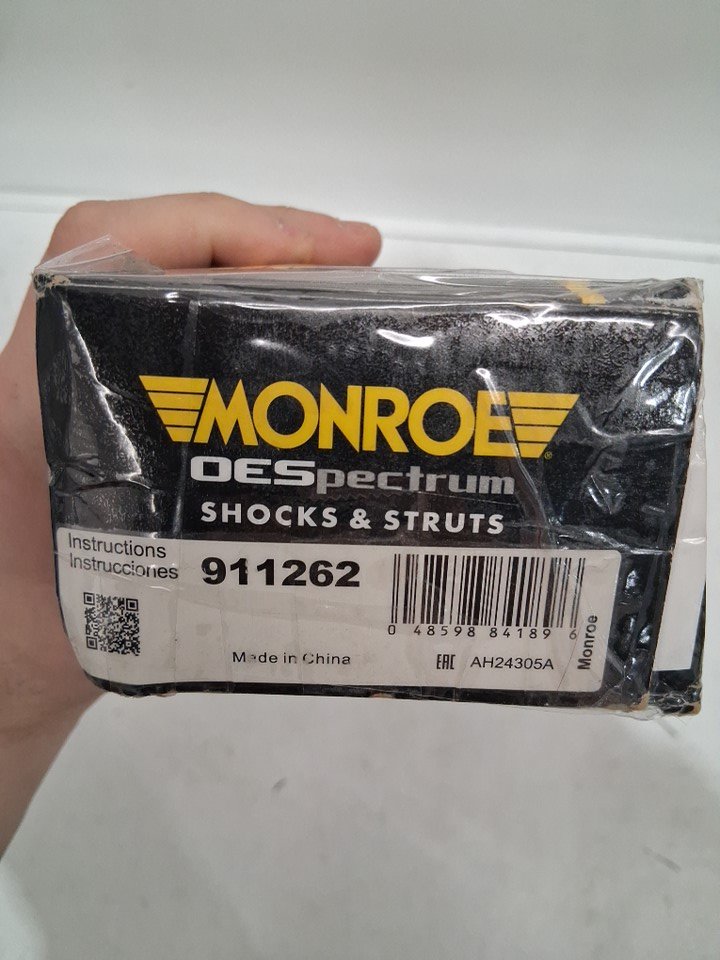 MONROE
OESpectrum
SHOCKS & STRUTS
Instructions
Instrucciones
911262
0 48598 84189 6
Monroe
Made in China
EAC AH24305A